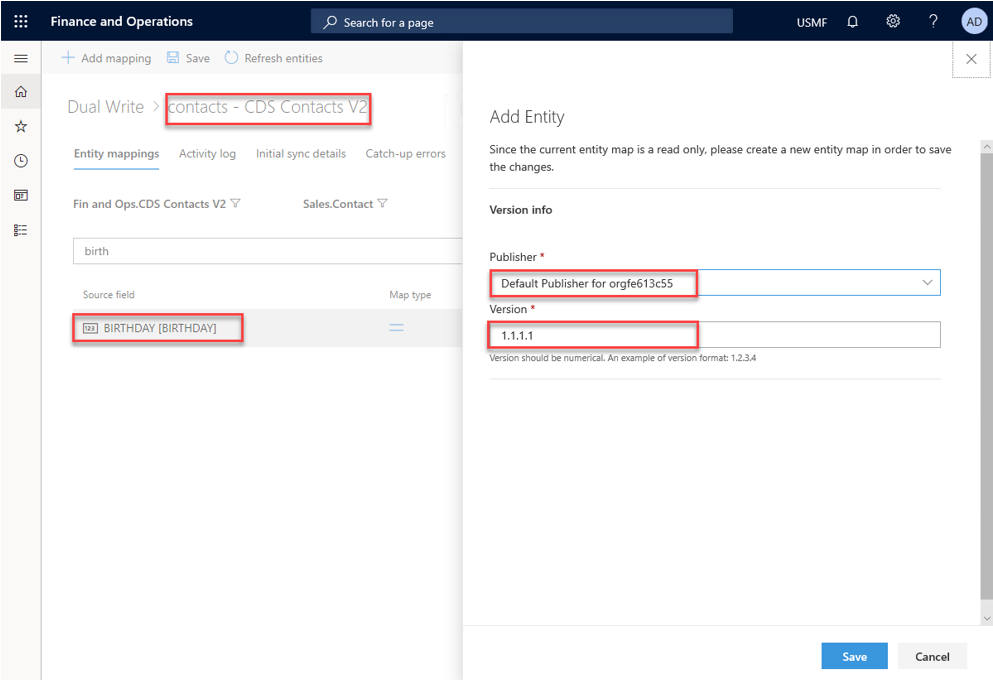 Finance and Operations
Search for a page
USMF
?
AD
Add mapping
Save
Refresh entities
Dual Write > contacts - CDS Contacts V2
Entity mappings
Activity log
Initial sync details
Catch-up errors
Fin and Ops.CDS Contacts V2
Sales.Contact
birth
Source field
Map type
123 BIRTHDAY [BIRTHDAY]
Add Entity
Since the current entity map is a read only, please create a new entity map in order to save
the changes.
Version info
Publisher *
Default Publisher for orgfe613c55
Version *
1.1.1.1
Version should be numerical. An example of version format: 1.2.3.4
Save
Cancel